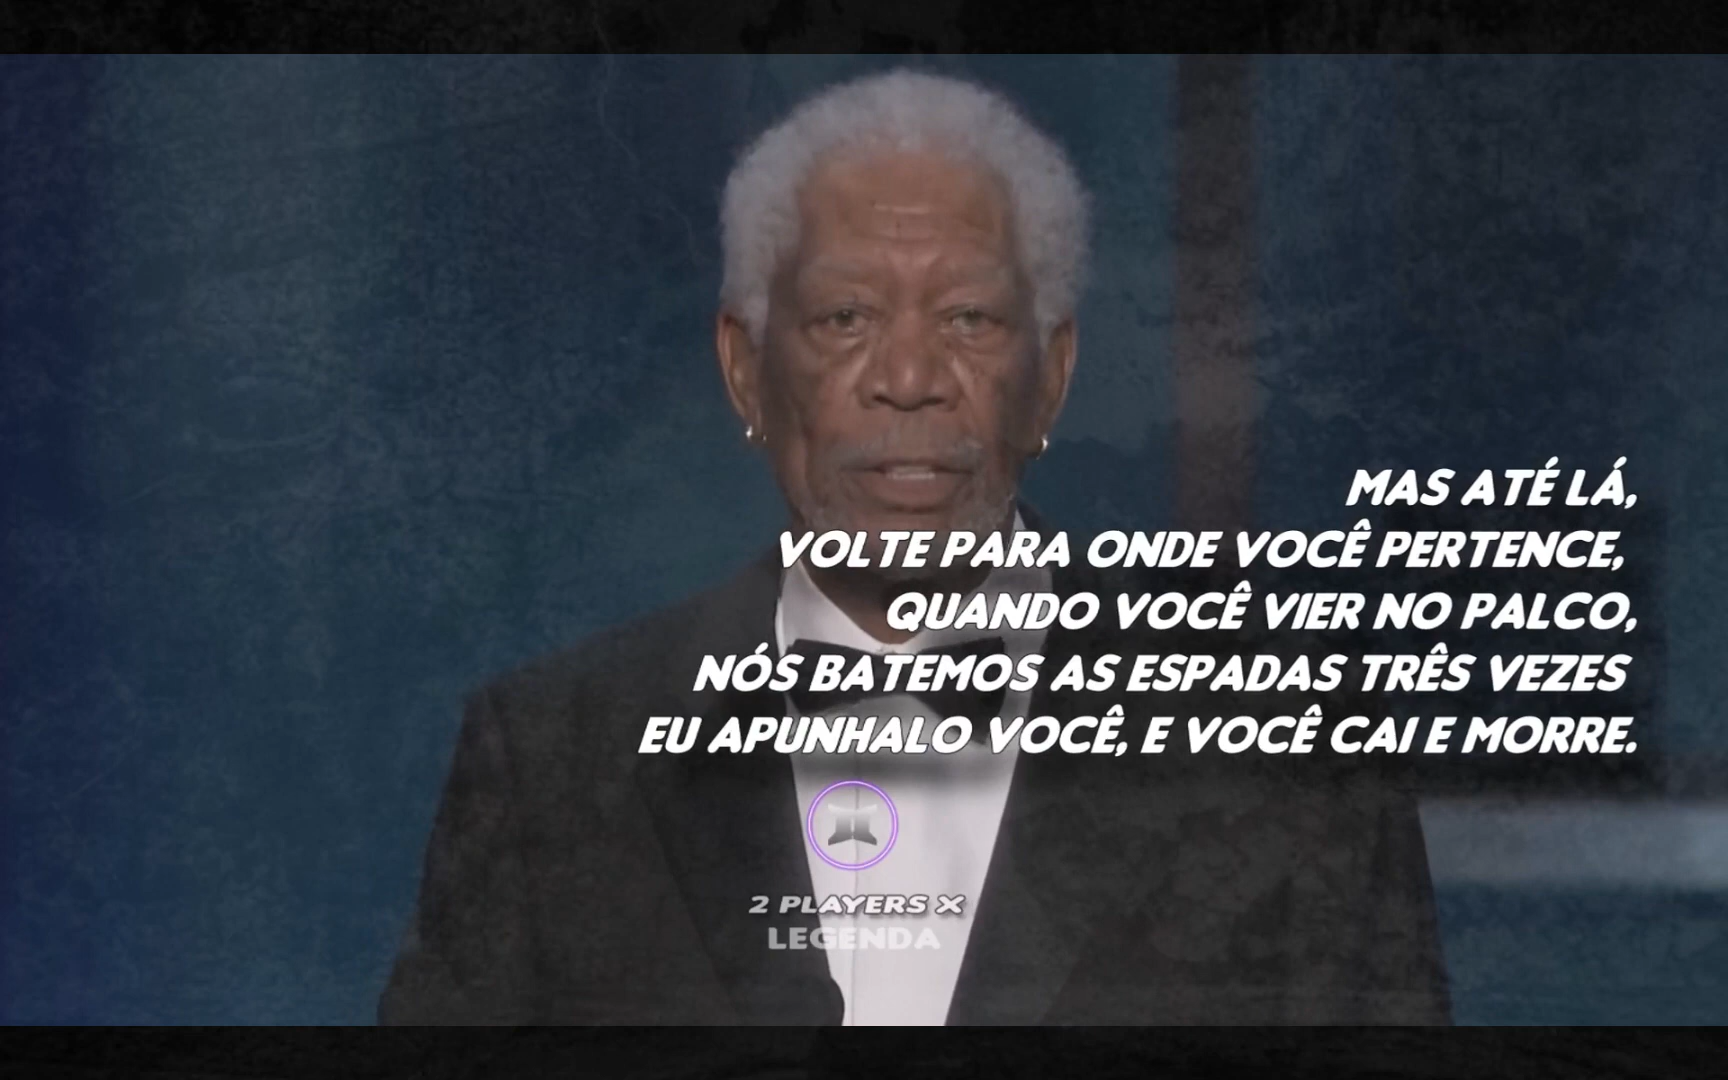 MAS ATÉ LÁ,
VOLTE PARA ONDE VOCÊ PERTENCE,
QUANDO VOCÊ VIER NO PALCO,
NÓS BATEMOS AS ESPADAS TRÊS VEZES
EU APUNHALO VOCÊ, E VOCÊ CAI E MORRE.
2 PLAYERS X
LEGENDA